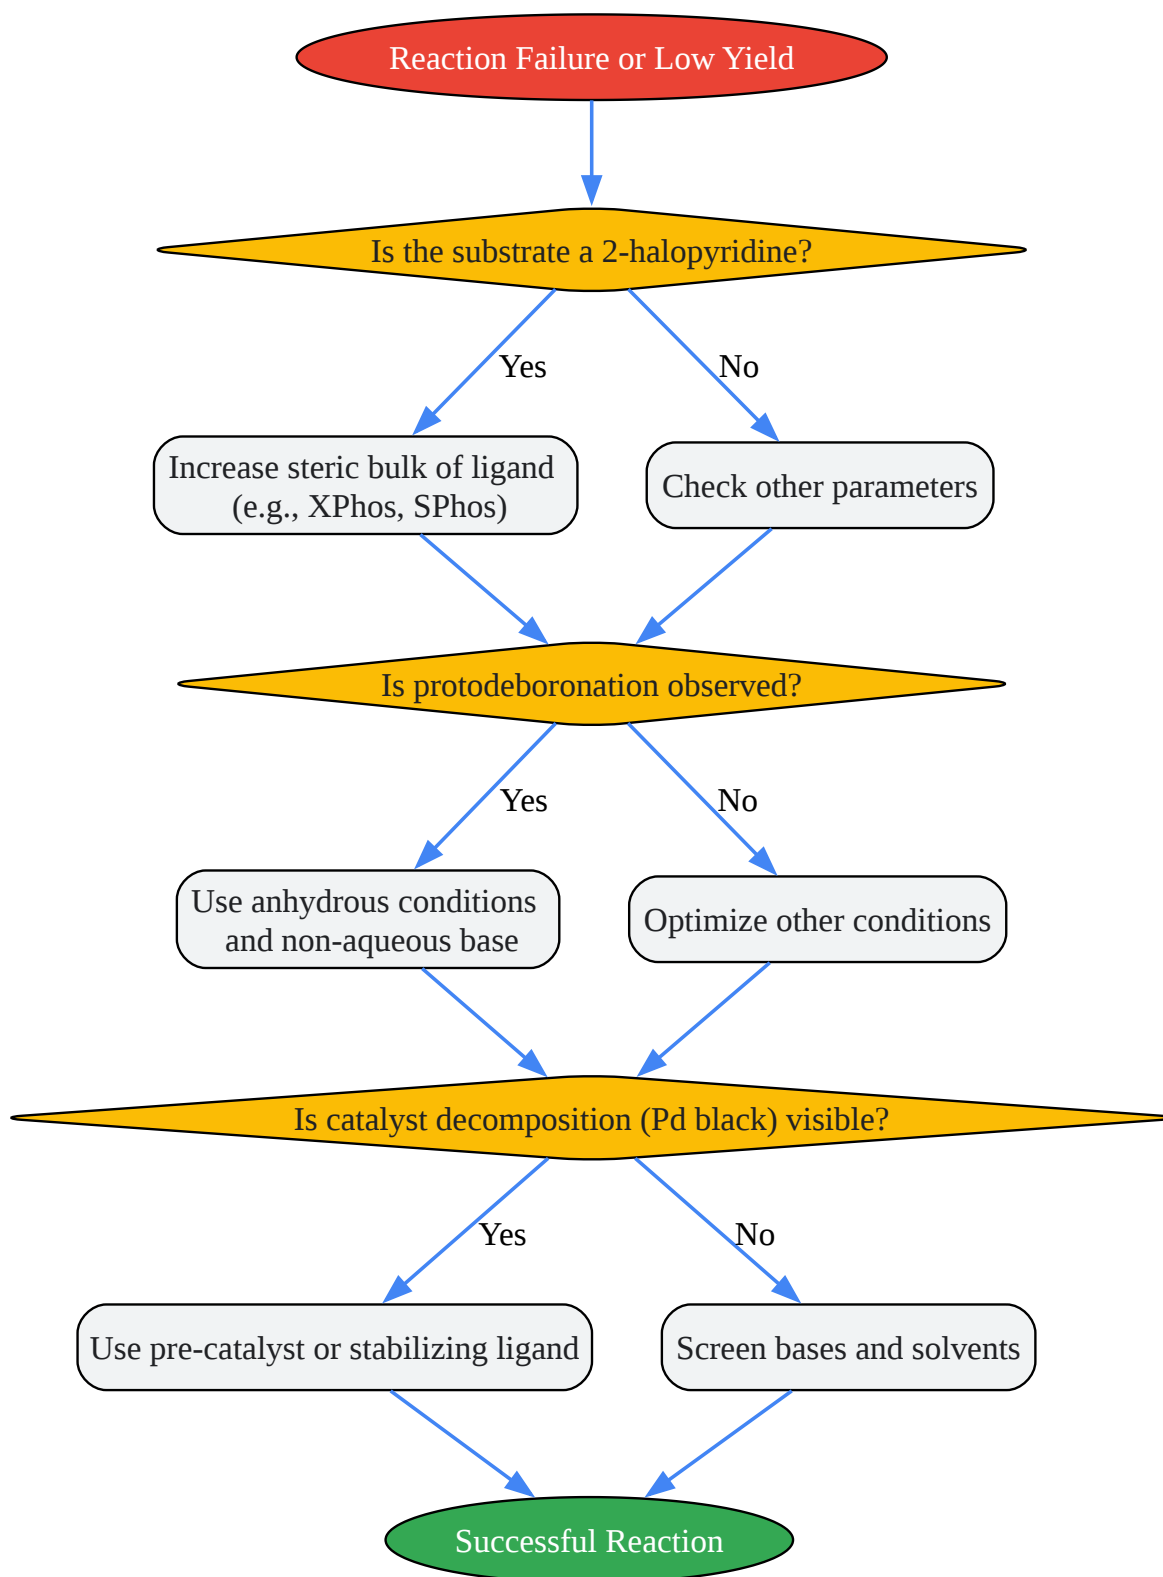 Reaction Failure or Low Yield
Is the substrate a 2-halopyridine?
Yes
No
Increase steric bulk of ligand
(e.g., XPhos, SPhos)
Check other parameters
Is protodeboronation observed?
Yes
No
Use anhydrous conditions
and non-aqueous base
Optimize other conditions
Is catalyst decomposition (Pd black) visible?
Yes
No
Use pre-catalyst or stabilizing ligand
Screen bases and solvents
Successful Reaction